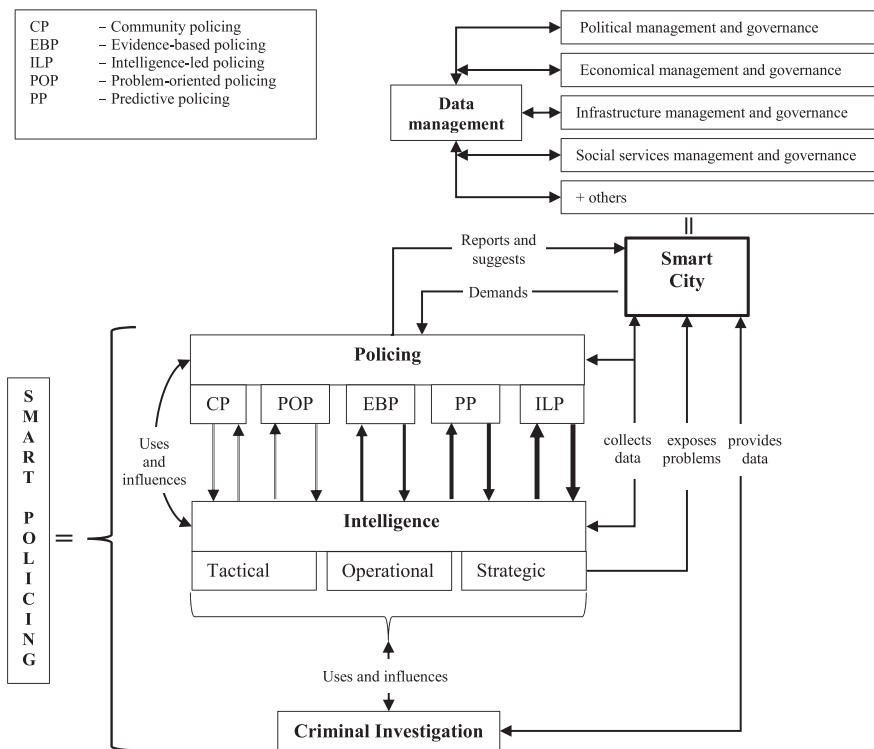 CP – Community policing
EBP – Evidence-based policing
ILP – Intelligence-led policing
POP – Problem-oriented policing
PP – Predictive policing
Political management and governance
Economical management and governance
Data
management
Infrastructure management and governance
Social services management and governance
+ others
=
Reports and
suggests
Smart
City
Demands
Policing
CP POP EBP PP ILP
Uses
and
influences
collects
data
exposes
problems
provides
data
SMART POLICING
=
Intelligence
Tactical Operational Strategic
Uses and influences
Criminal Investigation